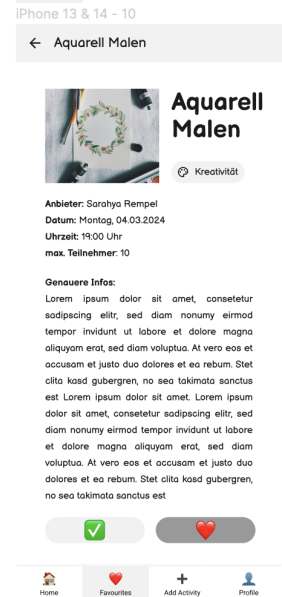 iPhone 13 & 14 - 10
← Aquarell Malen
Aquarell
Malen
Kreativität
Anbieter: Sarahya Rempel
Datum: Montag, 04.03.2024
Uhrzeit: 19:00 Uhr
max. Teilnehmer: 10
Genauere Infos:
Lorem ipsum dolor sit amet, consetetur
sadipscing elitr, sed diam nonumy eirmod
tempor invidunt ut labore et dolore magna
aliquyam erat, sed diam voluptua. At vero eos et
accusam et justo duo dolores et ea rebum. Stet
clita kasd gubergren, no sea takimata sanctus
est Lorem ipsum dolor sit amet. Lorem ipsum
dolor sit amet, consetetur sadipscing elitr, sed
diam nonumy eirmod tempor invidunt ut labore
et dolore magna aliquyam erat, sed diam
voluptua. At vero eos et accusam et justo duo
dolores et ea rebum. Stet clita kasd gubergren,
no sea takimata sanctus est
Home
Favourites
Add Activity
Profile